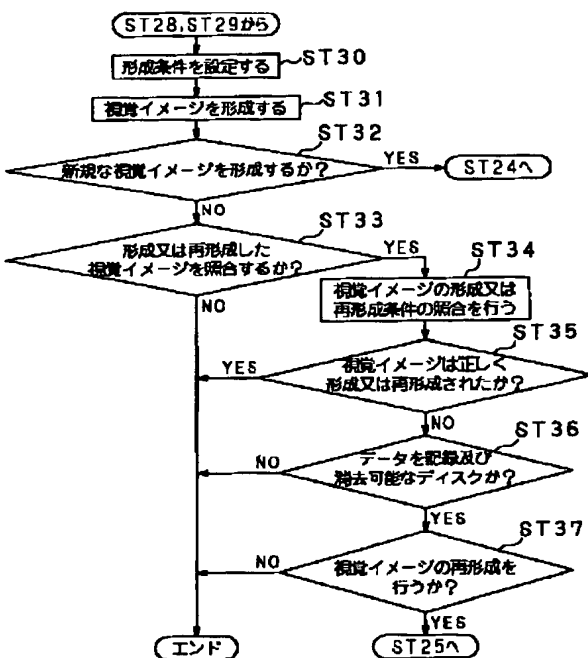 ST28,ST29から
形成条件を設定する
ST30
視覚イメージを形成する
ST31
ST32
新規な視覚イメージを形成するか?
YES
ST24へ
NO
ST33
形成又は再形成した
視覚イメージを照合するか?
YES
NO
ST34
視覚イメージの形成又は
再形成条件の照合を行う
ST35
視覚イメージは正しく
形成又は再形成されたか?
YES
NO
ST36
データを記録及び
消去可能なディスクか?
NO
YES
ST37
視覚イメージの再形成を
行うか?
NO
YES
エンド
ST25へ